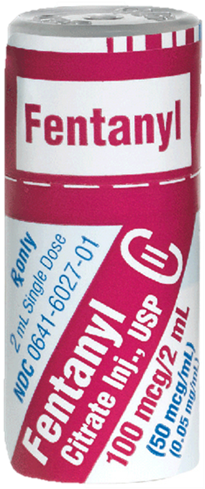 Fentanyl
Rx only
2 mL Single Dose
NDC 0641-6027-01
Fentanyl
Citrate Inj., USP CII
100 mcg/2 mL
(50 mcg/mL)
(0.05 mg/mL)